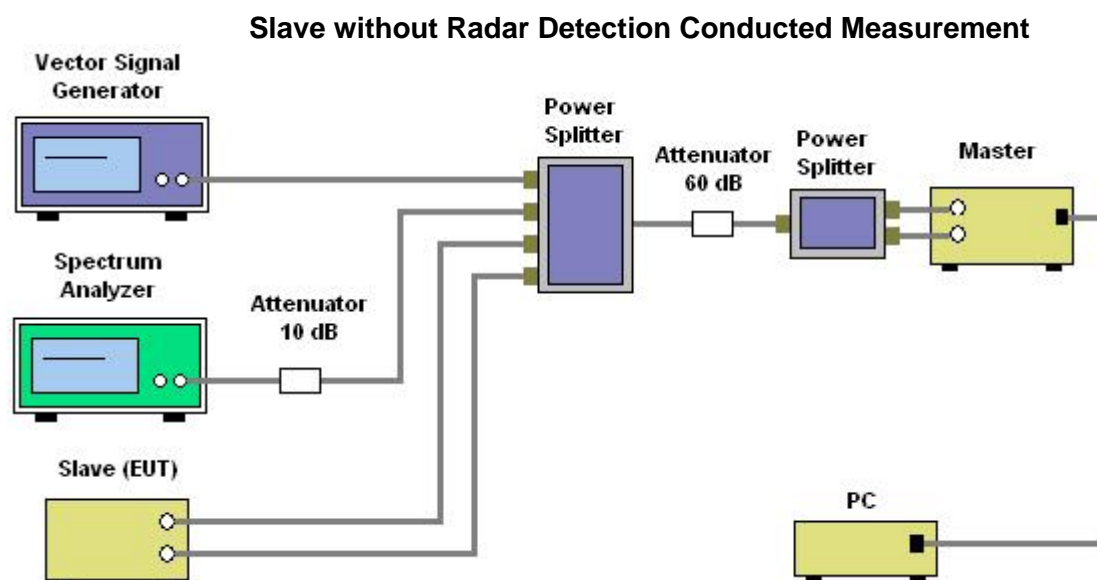 Slave without Radar Detection Conducted Measurement
Vector Signal
Generator
Power
Splitter
Attenuator
60 dB
Power
Splitter
Master
Spectrum
Analyzer
Attenuator
10 dB
Slave (EUT)
PC